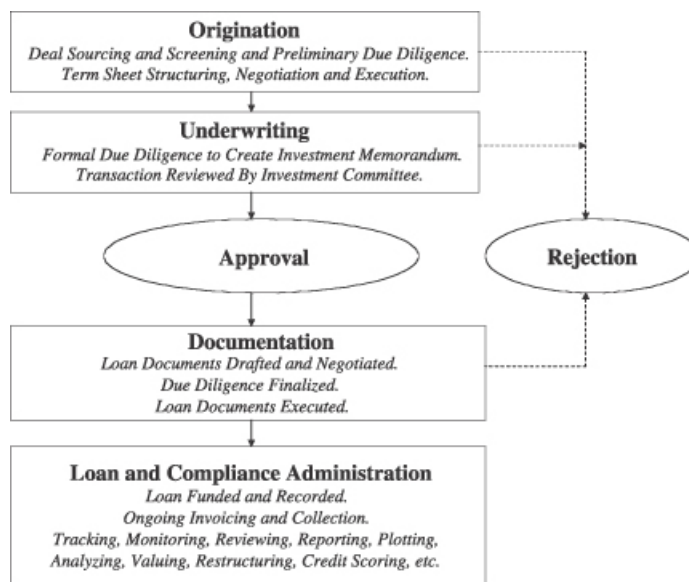 Origination
Deal Sourcing and Screening and Preliminary Due Diligence.
Term Sheet Structuring, Negotiation and Execution.
Underwriting
Formal Due Diligence to Create Investment Memorandum.
Transaction Reviewed By Investment Committee.
Approval
Rejection
Documentation
Loan Documents Drafted and Negotiated.
Due Diligence Finalized.
Loan Documents Executed.
Loan and Compliance Administration
Loan Funded and Recorded.
Ongoing Invoicing and Collection.
Tracking, Monitoring, Reviewing, Reporting, Plotting,
Analyzing, Valuing, Restructuring, Credit Scoring, etc.